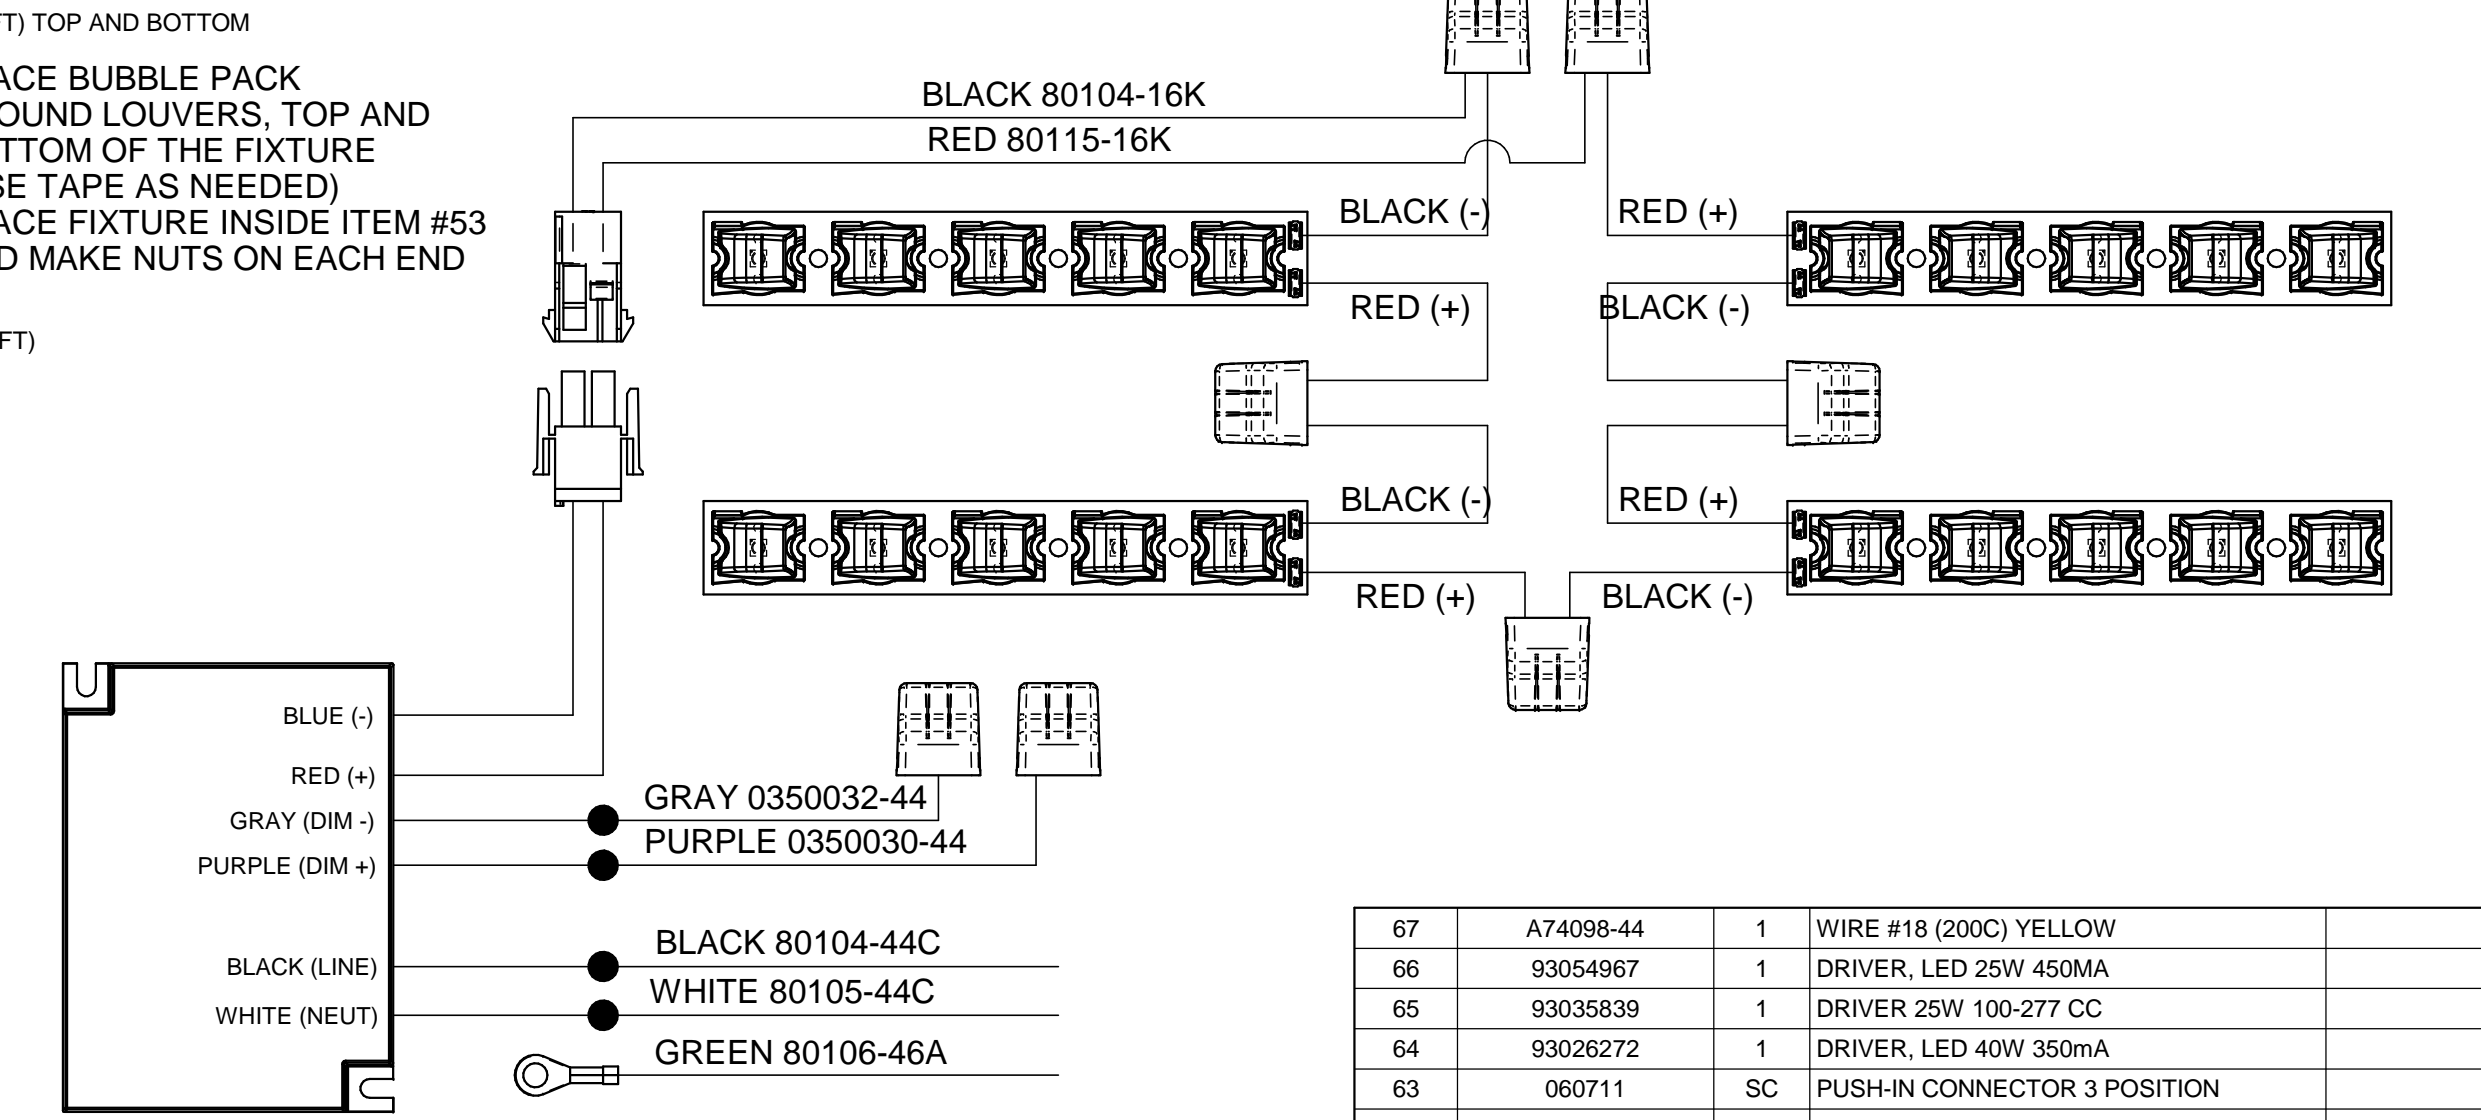 FT) TOP AND BOTTOM
ACE BUBBLE PACK
OUND LOUVERS, TOP AND
TTOM OF THE FIXTURE
SE TAPE AS NEEDED)
ACE FIXTURE INSIDE ITEM #53
D MAKE NUTS ON EACH END
FT)
BLACK 80104-16K
RED 80115-16K
BLACK (-)
RED (+)
RED (+)
BLACK (-)
BLACK (-)
RED (+)
RED (+)
BLACK (-)
BLUE (-)
RED (+)
GRAY (DIM -)
PURPLE (DIM +)
BLACK (LINE)
WHITE (NEUT)
GRAY 0350032-44
PURPLE 0350030-44
BLACK 80104-44C
WHITE 80105-44C
GREEN 80106-46A
67 A74098-44 1 WIRE #18 (200C) YELLOW
66 93054967 1 DRIVER, LED 25W 450MA
65 93035839 1 DRIVER 25W 100-277 CC
64 93026272 1 DRIVER, LED 40W 350mA
63 060711 SC PUSH-IN CONNECTOR 3 POSITION